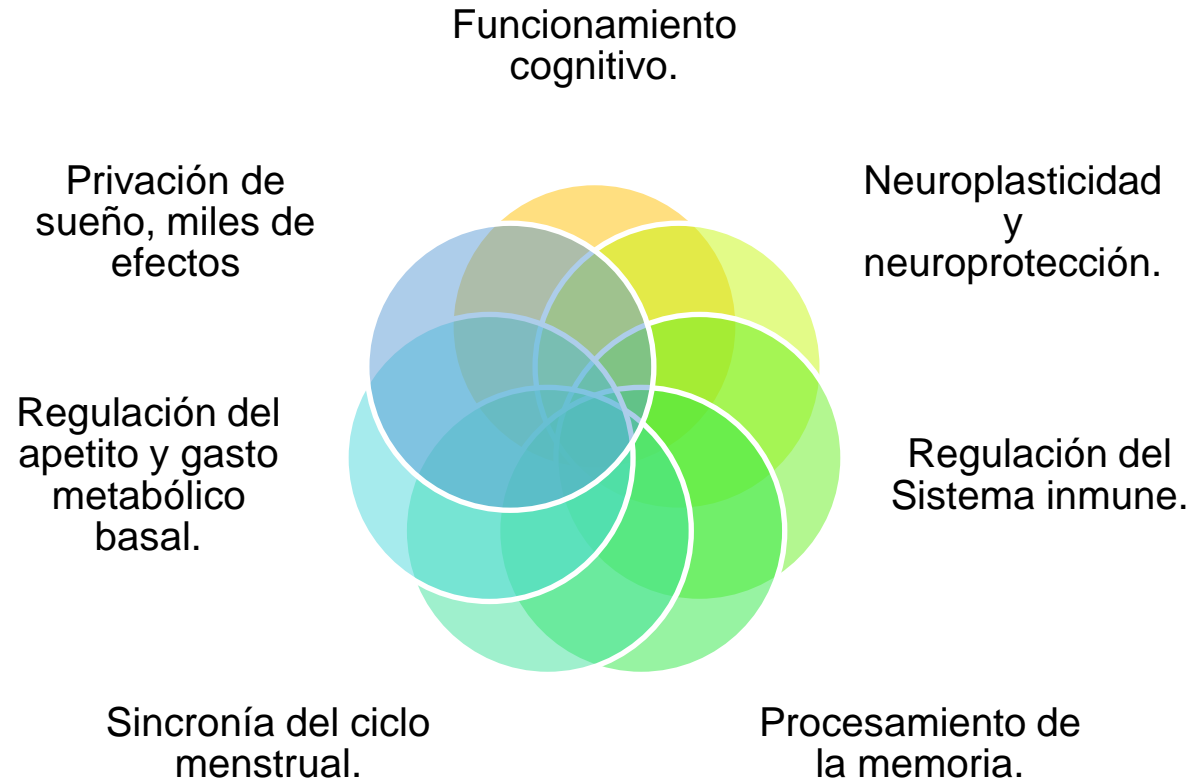 Funcionamiento
cognitivo.
Neuroplasticidad
y
neuroprotección.
Regulación del
Sistema inmune.
Procesamiento de
la memoria.
Sincronía del ciclo
menstrual.
Regulación del
apetito y gasto
metabólico
basal.
Privación de
sueño, miles de
efectos